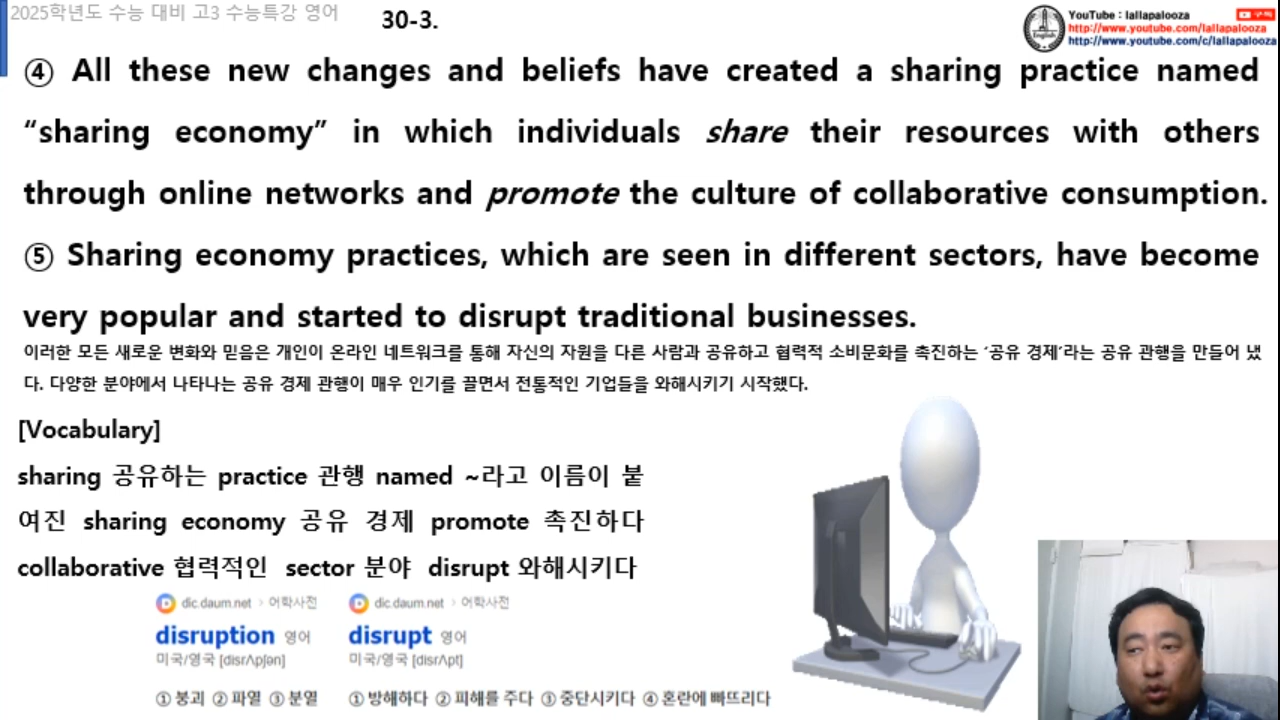 2025학년도 수능 대비 고3 수능특강 영어
30-3.
YouTube : lallapalooza
http://www.youtube.com/lallapalooza
http://www.youtube.com/c/lallapalooza
④ All these new changes and beliefs have created a sharing practice named
“sharing economy” in which individuals share their resources with others
through online networks and promote the culture of collaborative consumption.
⑤ Sharing economy practices, which are seen in different sectors, have become
very popular and started to disrupt traditional businesses.
이러한 모든 새로운 변화와 믿음은 개인이 온라인 네트워크를 통해 자신의 자원을 다른 사람과 공유하고 협력적 소비문화를 촉진하는 ‘공유 경제’라는 공유 관행을 만들어 냈
다. 다양한 분야에서 나타나는 공유 경제 관행이 매우 인기를 끌면서 전통적인 기업들을 와해시키기 시작했다.
[Vocabulary]
sharing 공유하는 practice 관행 named ~라고 이름이 붙
여진 sharing economy 공유 경제 promote 촉진하다
collaborative 협력적인 sector 분야 disrupt 와해시키다
dic.daum.net › 어학사전
disruption 영어
미국/영국 [disrʌpʃən]
① 붕괴 ② 파열 ③ 분열
dic.daum.net › 어학사전
disrupt 영어
미국/영국 [disrʌpt]
① 방해하다 ② 피해를 주다 ③ 중단시키다 ④ 혼란에 빠뜨리다